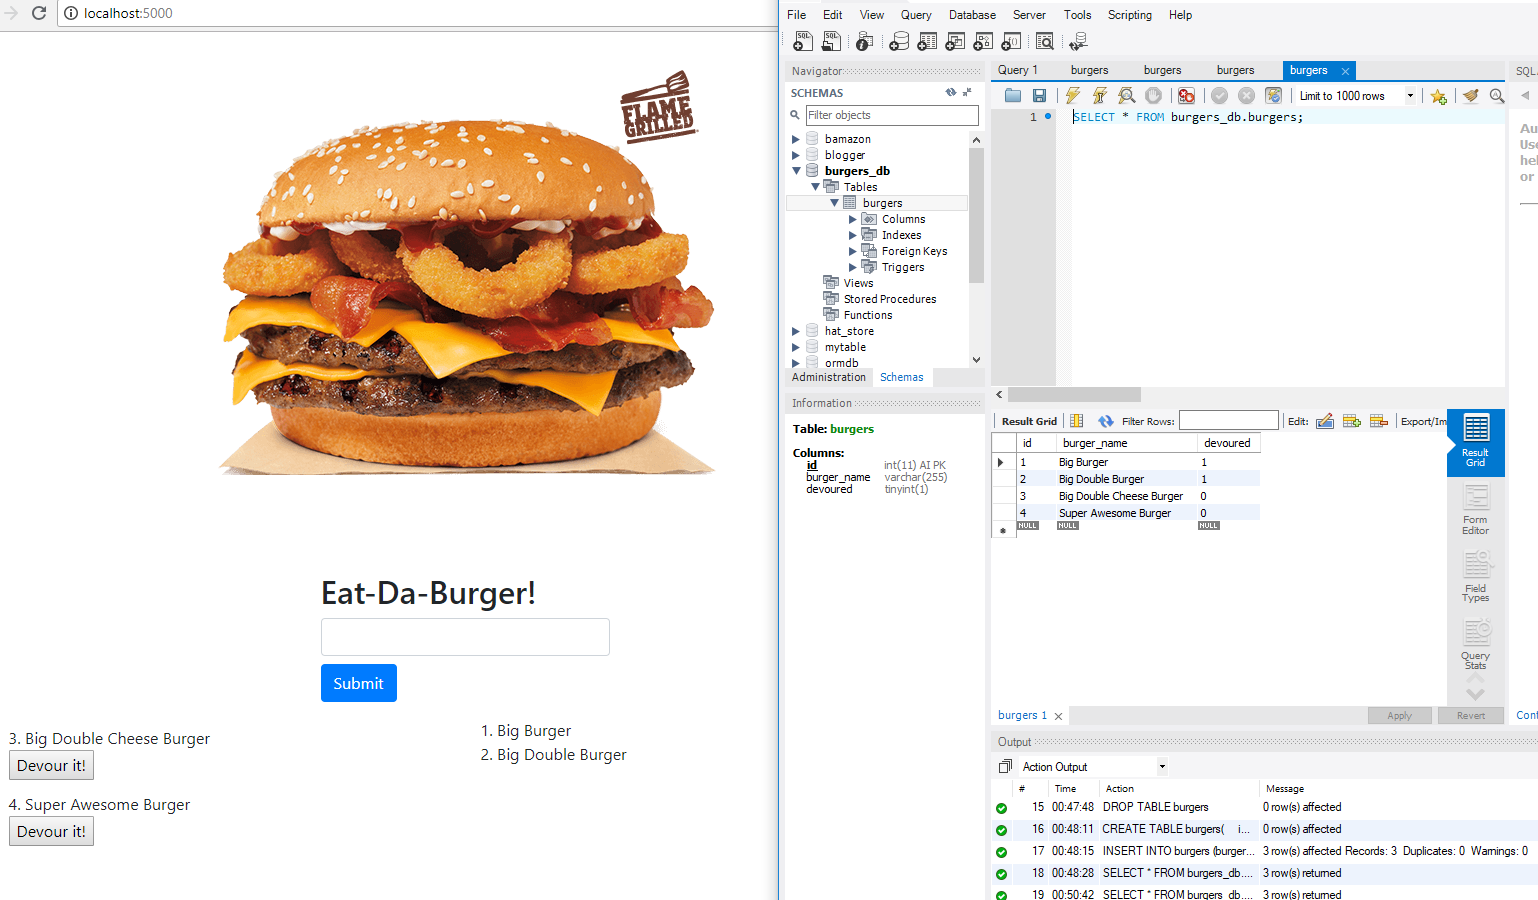 localhost:5000
FLAME
GRILLED
Eat-Da-Burger!
Submit
3. Big Double Cheese Burger
Devour it!
4. Super Awesome Burger
Devour it!
1. Big Burger
2. Big Double Burger
File Edit View Query Database Server Tools Scripting Help
Navigator
SCHEMAS
Filter objects
bamazon
blogger
burgers_db
Tables
burgers
Columns
Indexes
Foreign Keys
Triggers
Views
Stored Procedures
Functions
hat_store
mytable
ormdb
Administration Schemas
Information
Table: burgers
Columns:
id int(11) AI PK
burger_name varchar(255)
devoured tinyint(1)
Query 1 burgers burgers burgers burgers
Limit to 1000 rows
1 SELECT * FROM burgers_db.burgers;
Result Grid Filter Rows: Edit: Export/Im
id burger_name devoured
1 Big Burger 1
2 Big Double Burger 1
3 Big Double Cheese Burger 0
4 Super Awesome Burger 0
NULL NULL NULL
Result
Grid
Form
Editor
Field
Types
Query
Stats
burgers 1 Apply Revert
Output
Action Output
# Time Action Message
15 00:47:48 DROP TABLE burgers 0 row(s) affected
16 00:48:11 CREATE TABLE burgers( i... 0 row(s) affected
17 00:48:15 INSERT INTO burgers (burger... 3 row(s) affected Records: 3 Duplicates: 0 Warnings: 0
18 00:48:28 SELECT * FROM burgers_db.... 3 row(s) returned
19 00:50:42 SELECT * FROM burgers_db.... 3 row(s) returned
SQL
Au
Use
hel
or
Cont